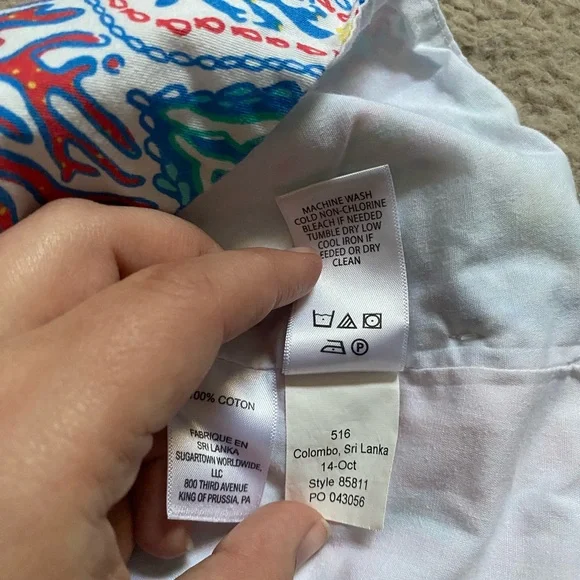 MACHINE WASH
COLD NON-CHLORINE
BLEACH IF NEEDED
TUMBLE DRY LOW
COOL IRON IF
EEDED OR DRY
CLEAN
P
100% COTON
FABRIQUE EN
SRI LANKA
SUGARTOWN WORLDWIDE,
LLC
800 THIRD AVENUE
KING OF PRUSSIA, PA
516
Colombo, Sri Lanka
14-Oct
Style 85811
PO 043056